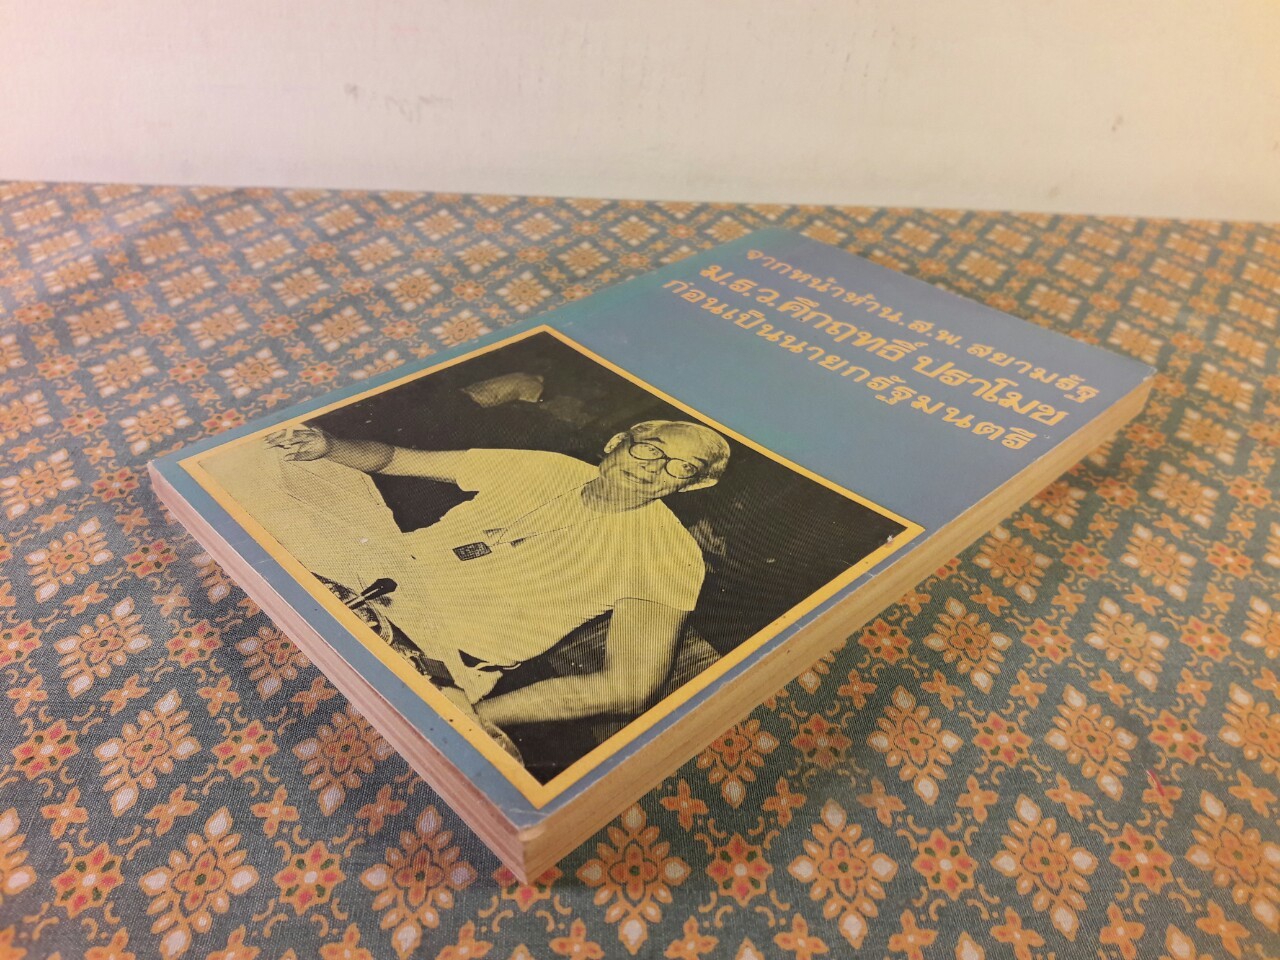 จากหน้าห้าน.ส.พ. สยามรัฐ
ม.ร.ว.คึกฤทธิ์ ปราโมช
ก่อนเป็นนายกรัฐมนตรี